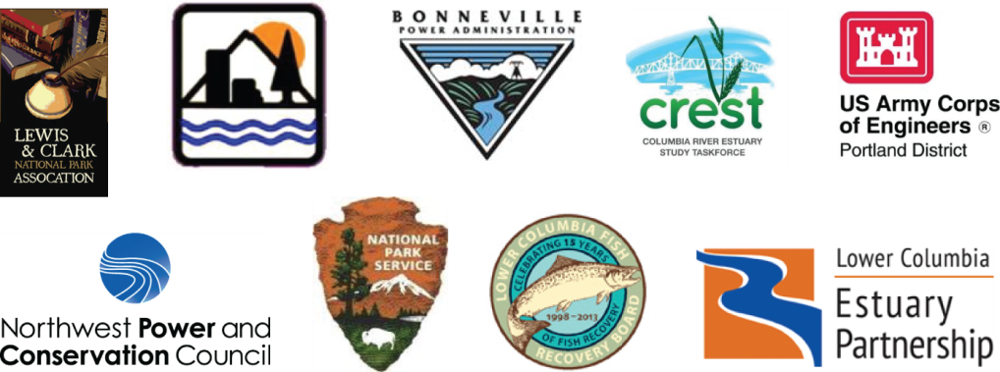 LEWIS
& CLARK
NATIONAL PARK
ASSOCATION
BONNEVILLE
POWER ADMINISTRATION
crest
COLUMBIA RIVER ESTUARY
STUDY TASKFORCE
US Army Corps
of Engineers ®
Portland District
Northwest Power and
Conservation Council
NATIONAL
PARK
SERVICE
LOWER COLUMBIA FISH
CELEBRATING 15 YEARS
1998-2013
OF FISH RECOVERY
RECOVERY BOARD
Lower Columbia
Estuary
Partnership